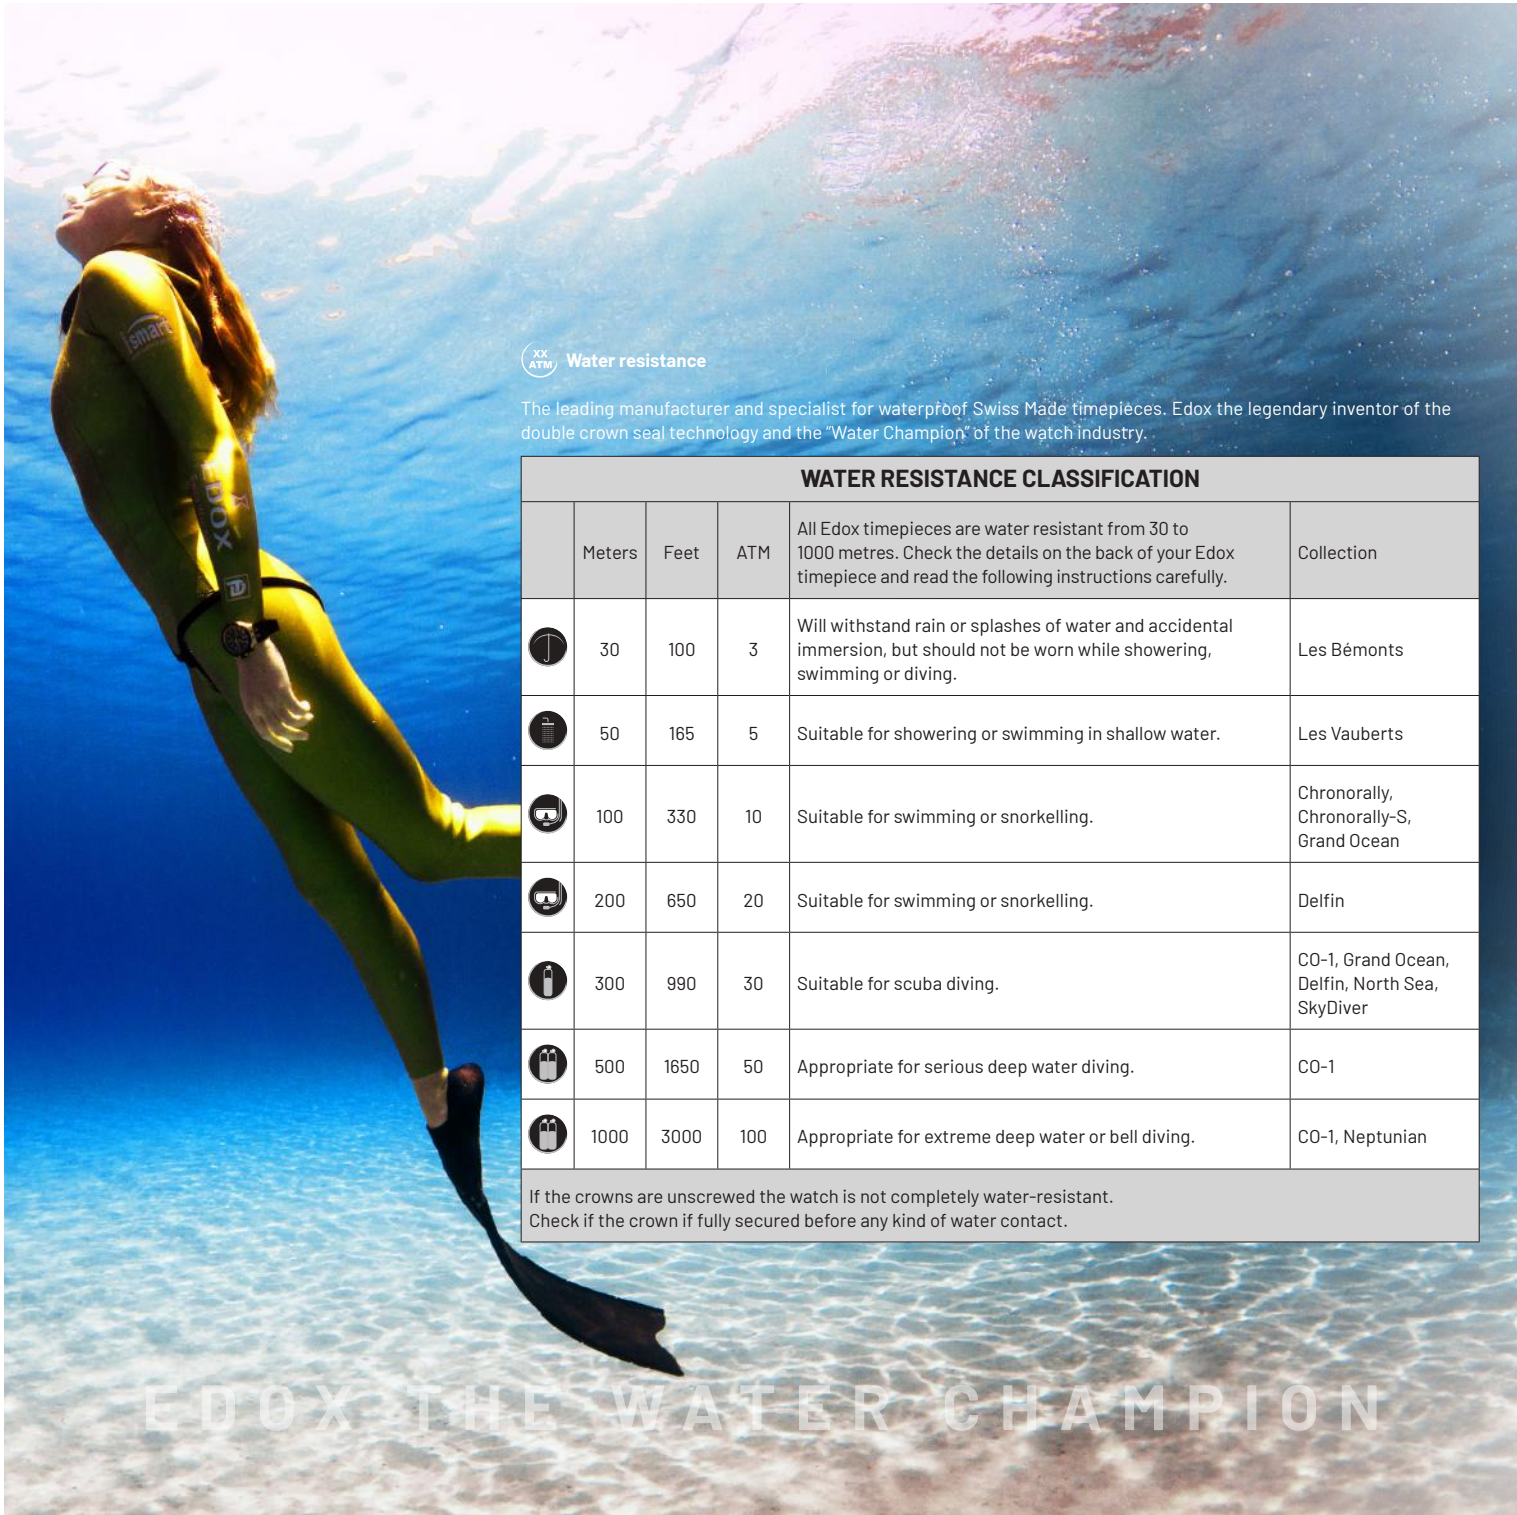 smart
EDOX
XX
ATM
Water resistance
The leading manufacturer and specialist for waterproof Swiss Made timepieces. Edox the legendary inventor of the
double crown seal technology and the "Water Champion" of the watch industry.
WATER RESISTANCE CLASSIFICATION
Meters Feet ATM
All Edox timepieces are water resistant from 30 to
1000 metres. Check the details on the back of your Edox
timepiece and read the following instructions carefully.
Collection
30 100 3
Will withstand rain or splashes of water and accidental
immersion, but should not be worn while showering,
swimming or diving.
Les Bémonts
50 165 5 Suitable for showering or swimming in shallow water. Les Vauberts
100 330 10 Suitable for swimming or snorkelling.
Chronorally,
Chronorally-S,
Grand Ocean
200 650 20 Suitable for swimming or snorkelling. Delfin
300 990 30 Suitable for scuba diving.
CO-1, Grand Ocean,
Delfin, North Sea,
SkyDiver
500 1650 50 Appropriate for serious deep water diving. CO-1
1000 3000 100 Appropriate for extreme deep water or bell diving. CO-1, Neptunian
If the crowns are unscrewed the watch is not completely water-resistant.
Check if the crown if fully secured before any kind of water contact.
EDOX THE WATER CHAMPION